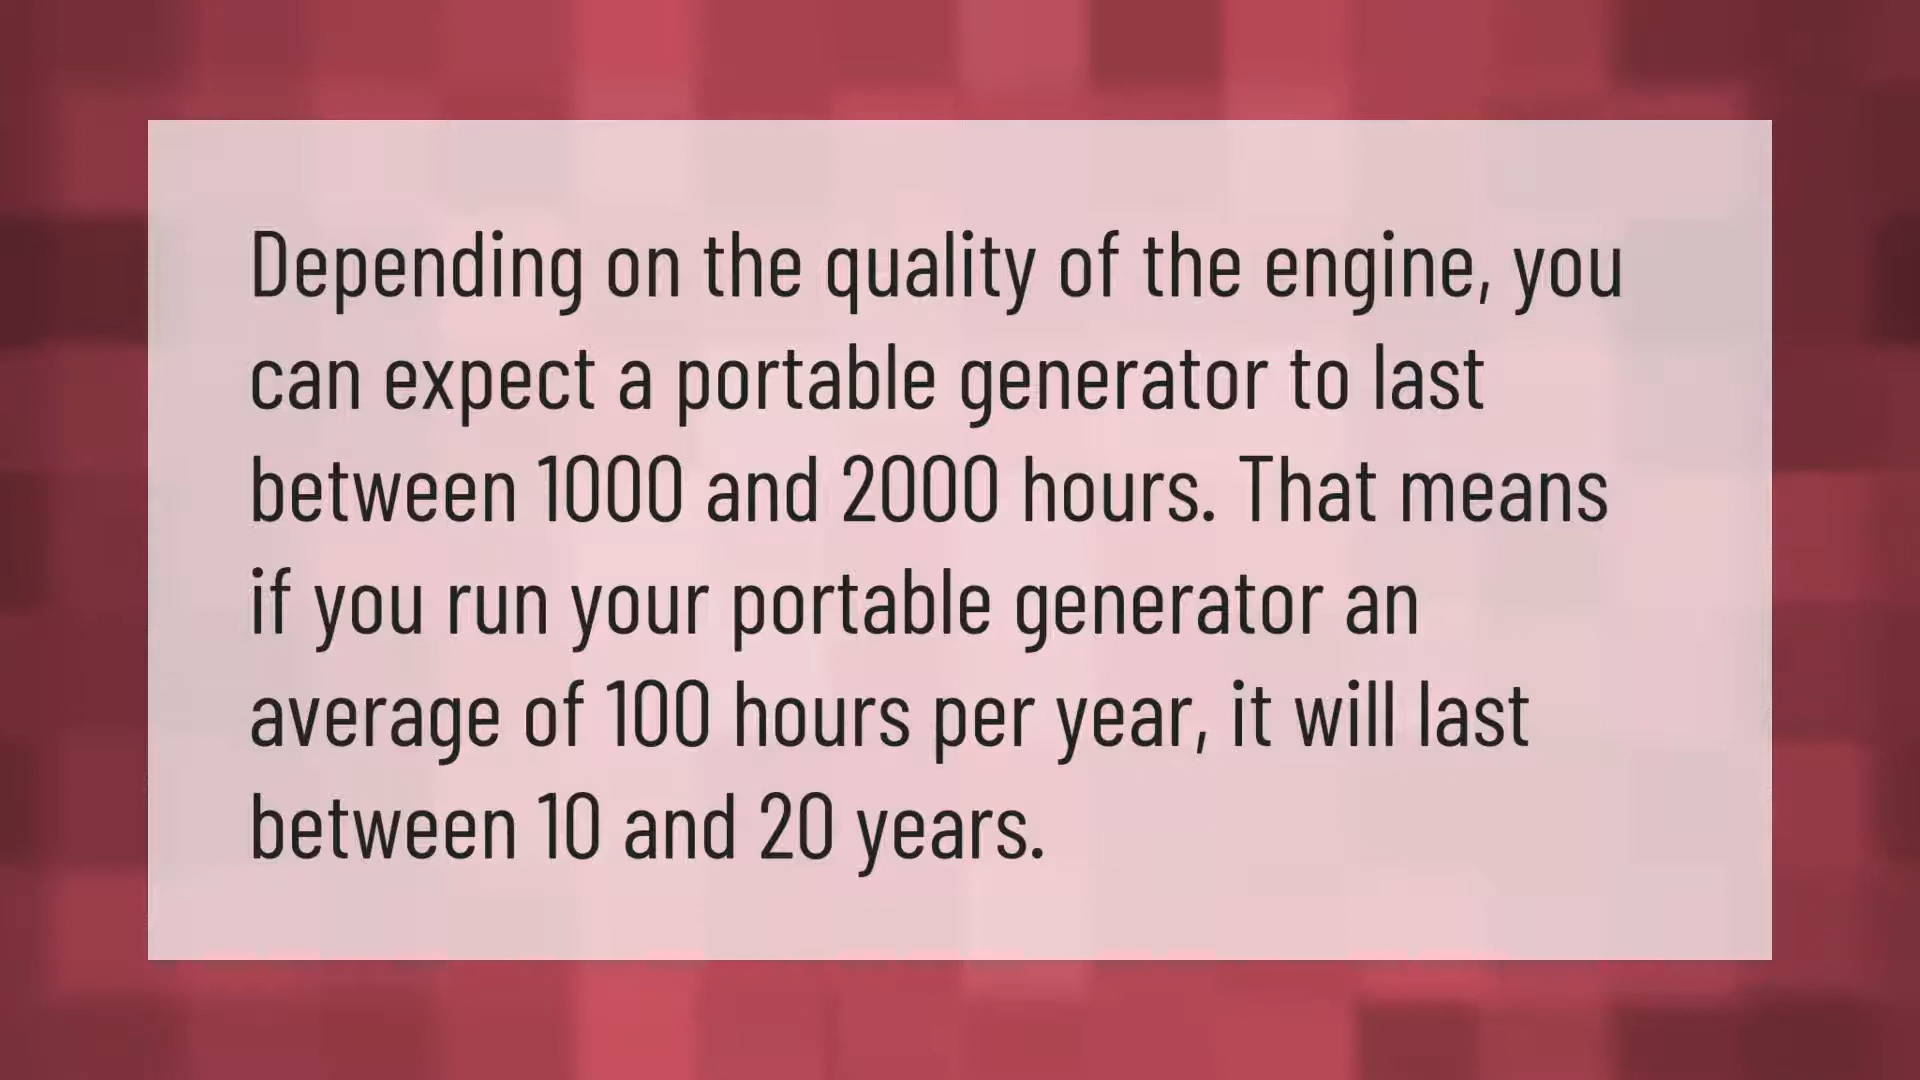 Depending on the quality of the engine, you
can expect a portable generator to last
between 1000 and 2000 hours. That means
if you run your portable generator an
average of 100 hours per year, it will last
between 10 and 20 years.